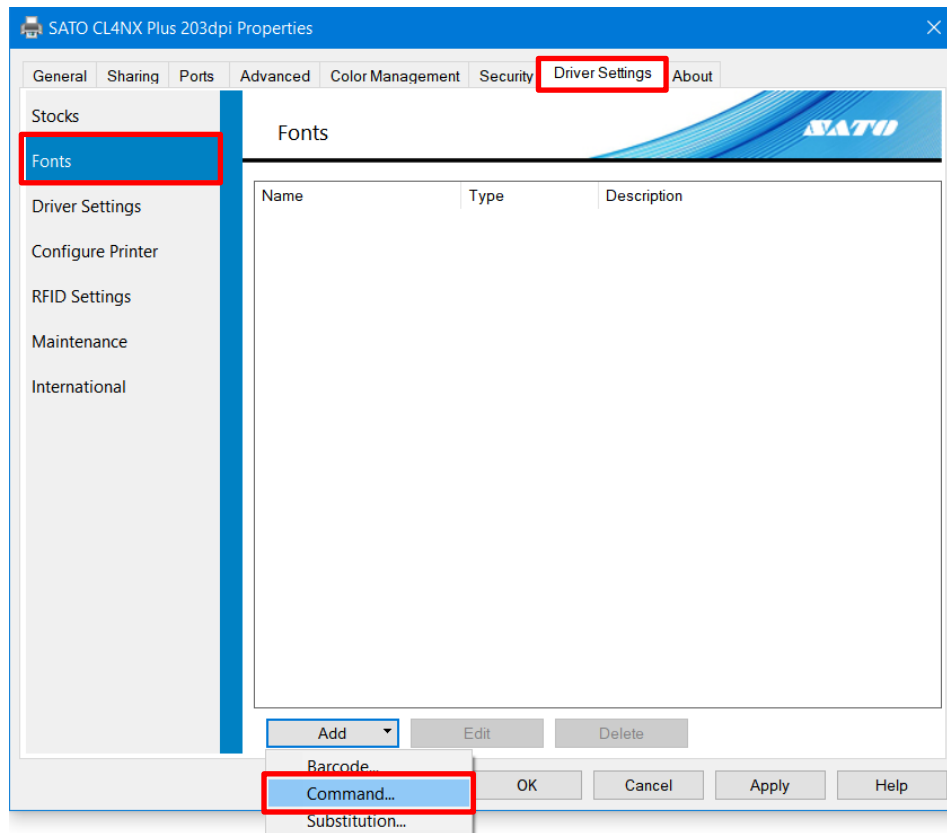 SATO CL4NX Plus 203dpi Properties
General Sharing Ports Advanced Color Management Security Driver Settings About
Stocks
Fonts
Driver Settings
Configure Printer
RFID Settings
Maintenance
International
Fonts
SATO
Name Type Description
Add Edit Delete
Barcode...
Command...
Substitution...
OK Cancel Apply Help